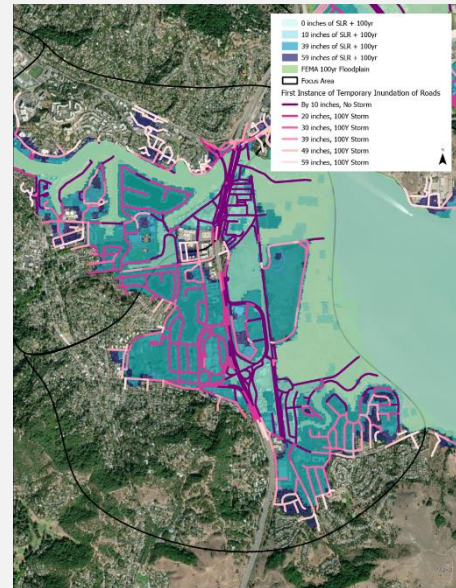 0 inches of SLR + 100yr
10 inches of SLR + 100yr
39 inches of SLR + 100yr
59 inches of SLR + 100yr
FEMA 100yr Floodplain
Focus Area
First Instance of Temporary Inundation of Roads
By 10 inches, No Storm
20 inches, 100Y Storm
30 inches, 100Y Storm
39 inches, 100Y Storm
49 inches, 100Y Storm
59 inches, 100Y Storm